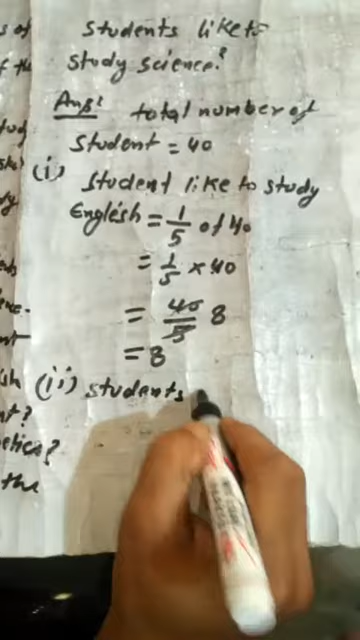 students like to
study science?
Ans: total number of
Student = 40
(i) Student like to study
English = 1/5 of 40
= 1/5 × 40
= 40/5 8
= 8
(ii) students